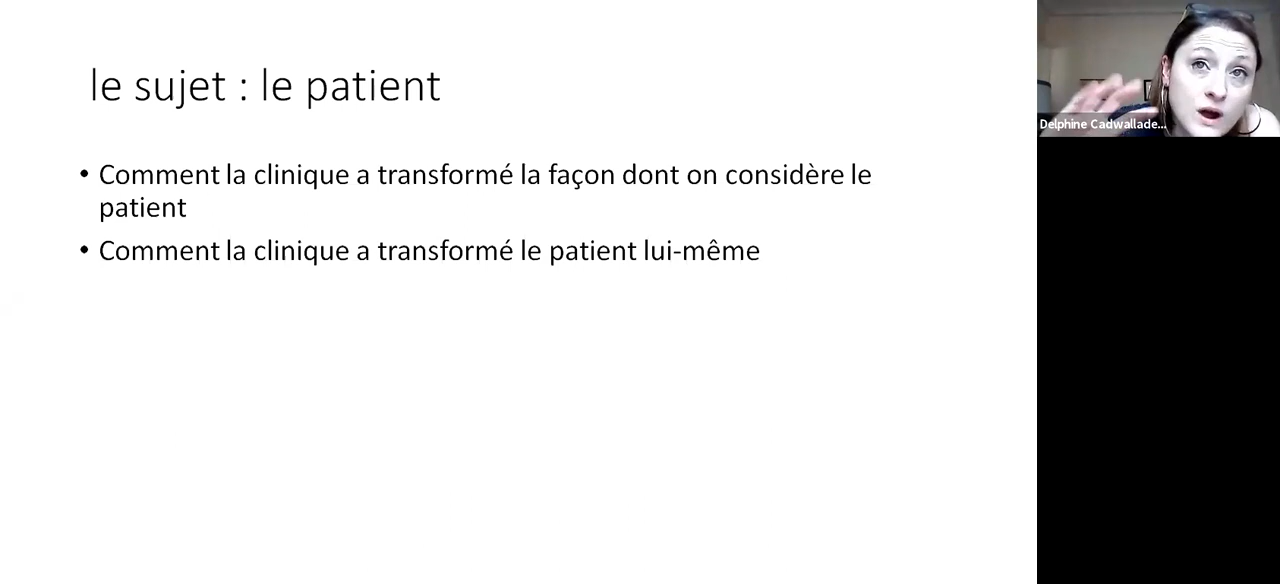 le sujet : le patient
• Comment la clinique a transformé la façon dont on considère le
patient
• Comment la clinique a transformé le patient lui-même
Delphine Cadwallade...